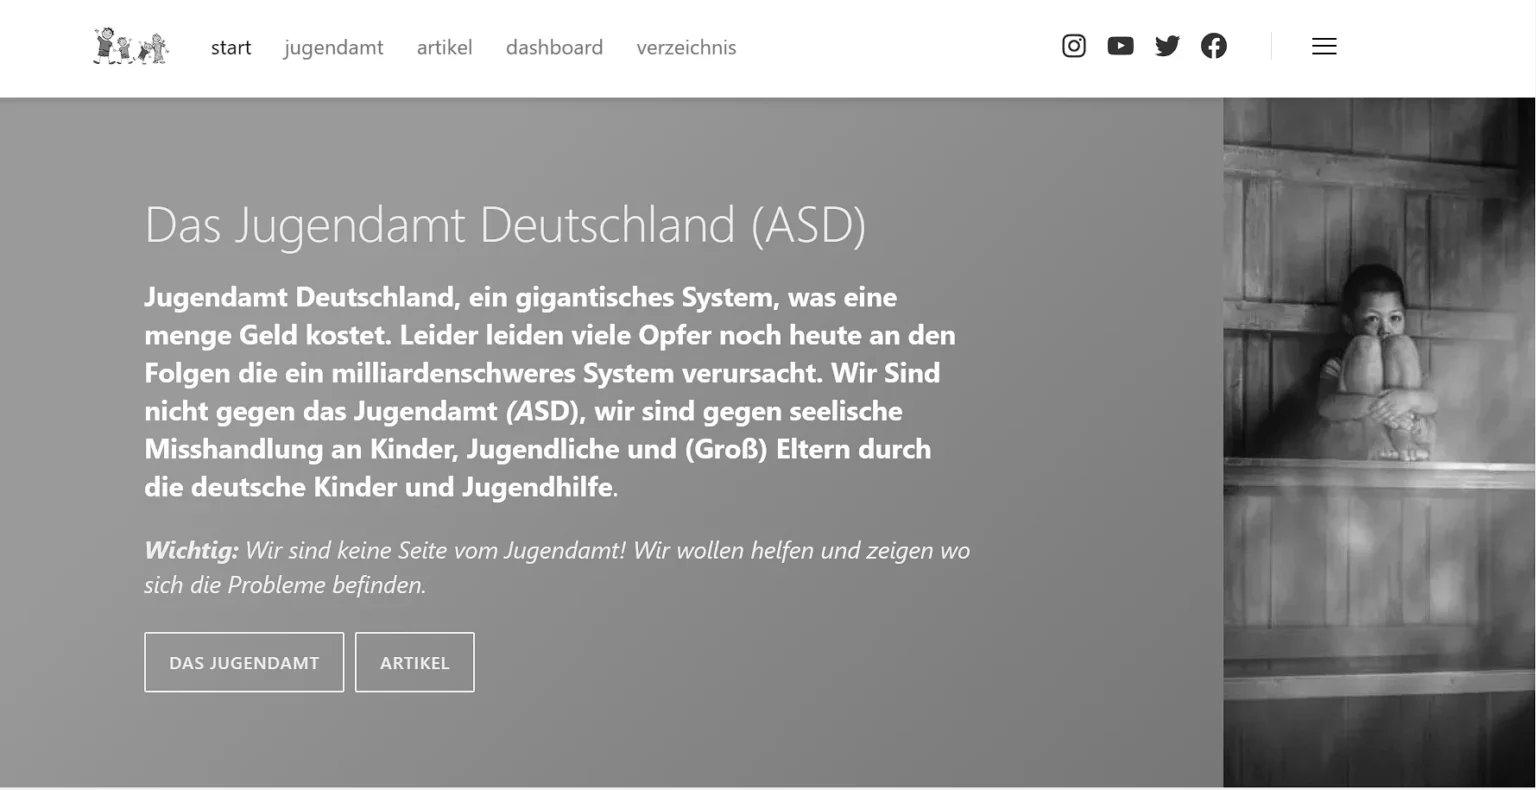 start jugendamt artikel dashboard verzeichnis
Das Jugendamt Deutschland (ASD)
Jugendamt Deutschland, ein gigantisches System, was eine
menge Geld kostet. Leider leiden viele Opfer noch heute an den
Folgen die ein milliardenschweres System verursacht. Wir Sind
nicht gegen das Jugendamt (ASD), wir sind gegen seelische
Misshandlung an Kinder, Jugendliche und (Groß) Eltern durch
die deutsche Kinder und Jugendhilfe.
Wichtig: Wir sind keine Seite vom Jugendamt! Wir wollen helfen und zeigen wo
sich die Probleme befinden.
DAS JUGENDAMT ARTIKEL